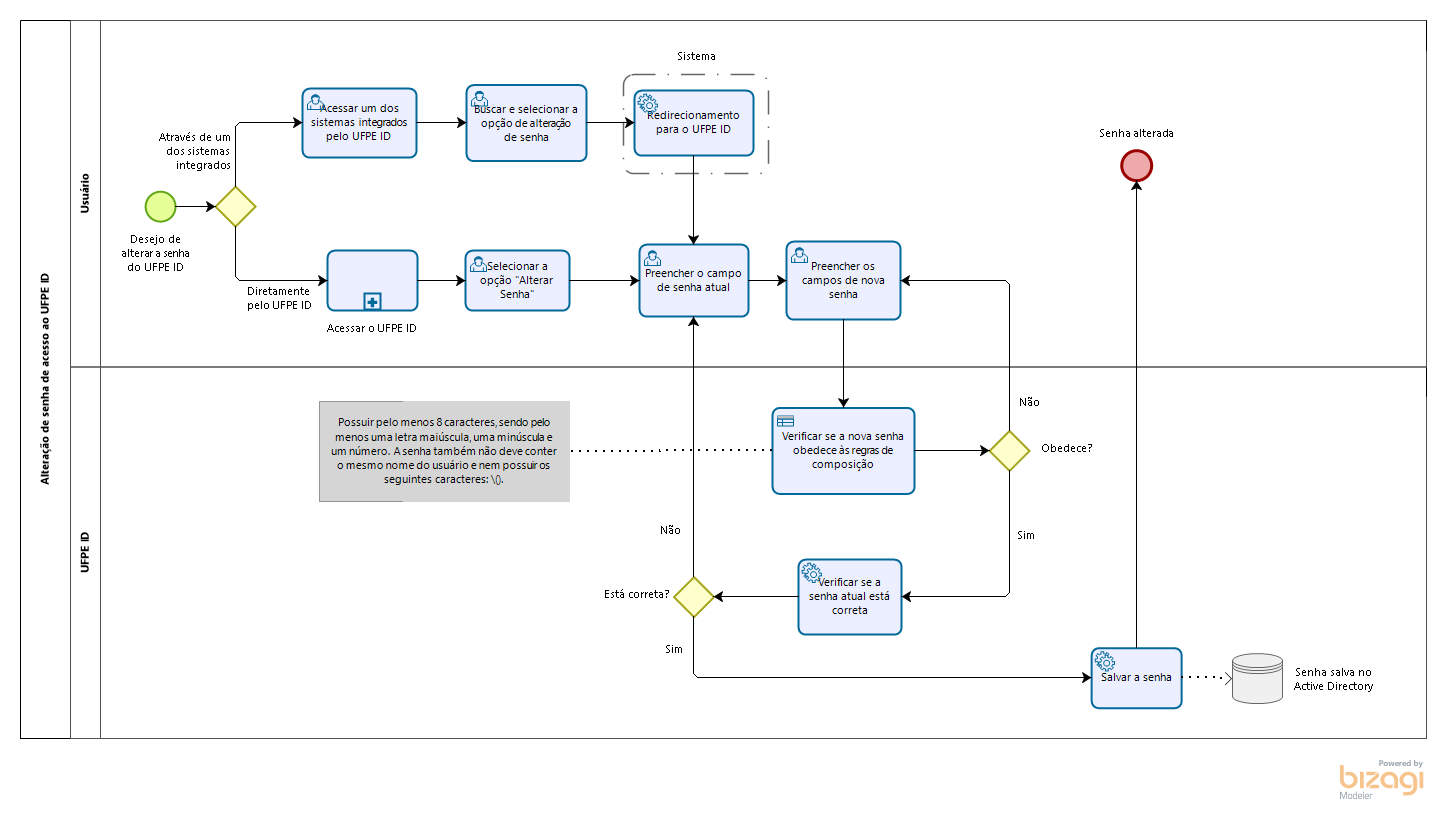 Alteração de senha de acesso ao UFPE ID
Usuário
Desejo de
alterar a senha
do UFPE ID
Através de um
dos sistemas
integrados
Acessar um dos
sistemas integrados
pelo UFPE ID
Buscar e selecionar a
opção de alteração
de senha
Sistema
Redirecionamento
para o UFPE ID
Senha alterada
Diretamente
pelo UFPE ID
Acessar o UFPE ID
Selecionar a
opção "Alterar
Senha"
Preencher o campo
de senha atual
Preencher os
campos de nova
senha
UFPE ID
Possuir pelo menos 8 caracteres, sendo pelo
menos uma letra maiúscula, uma minúscula e
um número. A senha também não deve conter
o mesmo nome do usuário e nem possuir os
seguintes caracteres: \().
Verificar se a nova senha
obedece às regras de
composição
Não
Obedece?
Sim
Verificar se a
senha atual está
correta
Não
Está correta?
Sim
Salvar a senha
Senha salva no
Active Directory
Powered by
bizagi
Modeler